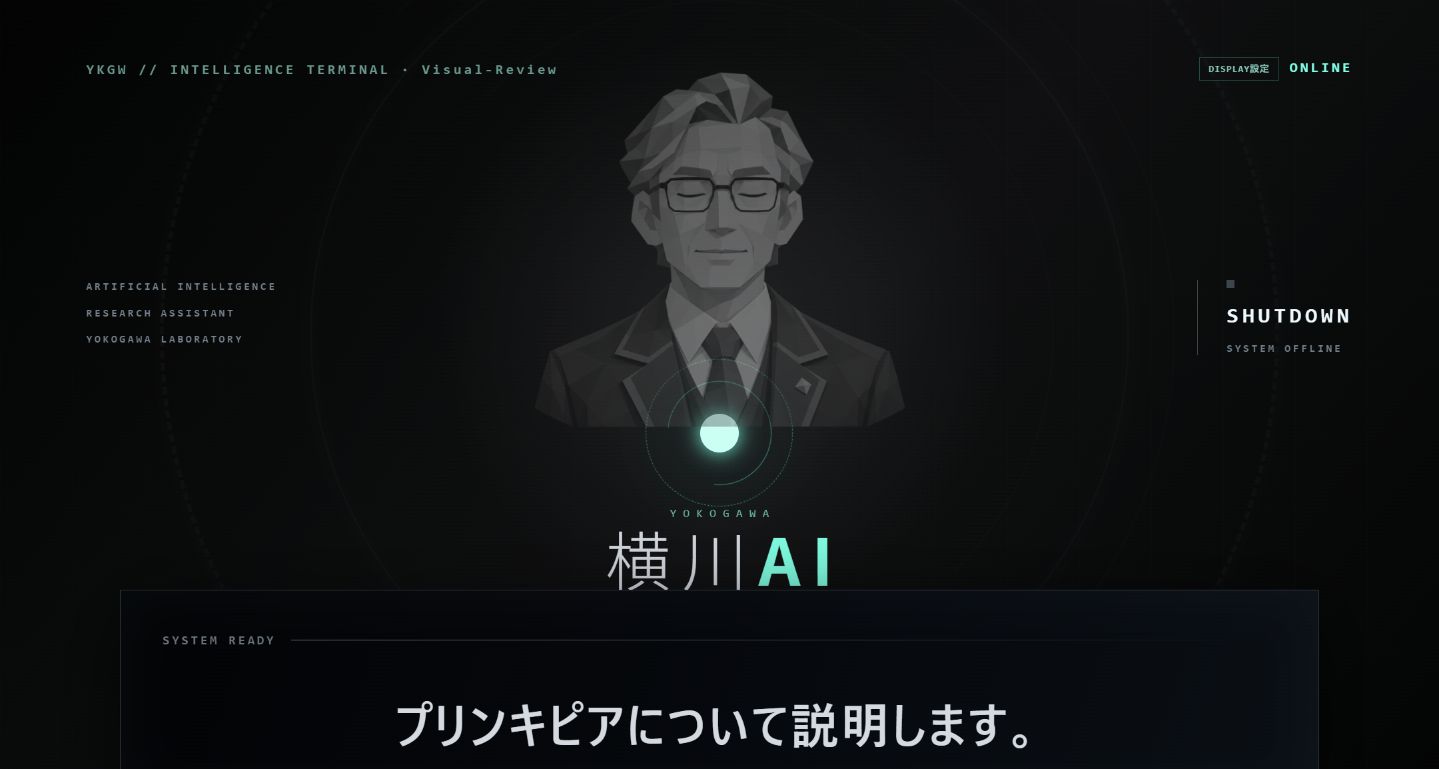 YKGW // INTELLIGENCE TERMINAL · Visual-Review
DISPLAY設定
ONLINE
ARTIFICIAL INTELLIGENCE
RESEARCH ASSISTANT
YOKOGAWA LABORATORY
SHUTDOWN
SYSTEM OFFLINE
YOKOGAWA
横川AI
SYSTEM READY
プリンキピアについて説明します。